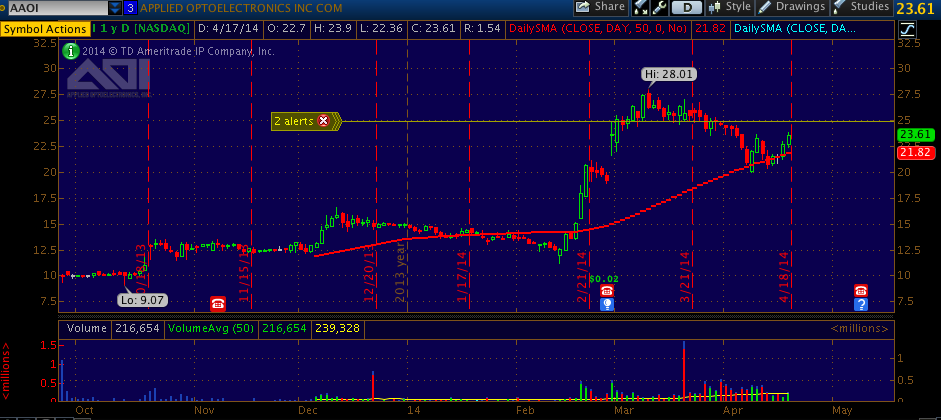 AAOI 3 APPLIED OPTOELECTRONICS INC COM Share D Style Drawings Studies 23.61
Symbol Actions 1 y D [NASDAQ] D: 4/17/14 O: 22.7 H: 23.9 L: 22.36 C: 23.61 R: 1.54 DailySMA (CLOSE, DAY, 50, 0, No) 21.82 DailySMA (CLOSE, DA...
32.5 2014 © TD Ameritrade IP Company, Inc. 32.5
AOI
APPLIED OPTOELECTRONICS, INC.
30 Hi: 28.01 30
27.5 27.5
25 2 alerts 25
23.61
22.5 22.5
21.82
20 20
17.5 17.5
15 15
12.5 12.5
10 10
7.5 7.5
11/15/13 12/20/13 2013 year 1/17/14 2/21/14 3/21/14 4/18/14
$0.02
Lo: 9.07
Volume 216,654 VolumeAvg (50) 216,654 239,328 <millions>
1.5
1 1
0.5 0.5
0 0
<millions>
Oct Nov Dec 14 Feb Mar Apr May